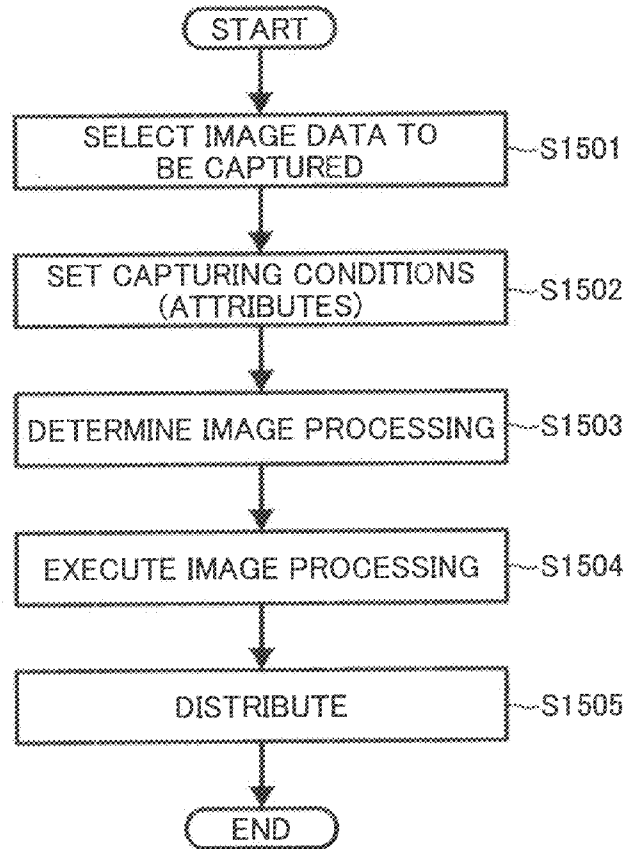 START
SELECT IMAGE DATA TO
BE CAPTURED
S1501
SET CAPTURING CONDITIONS
(ATTRIBUTES)
S1502
DETERMINE IMAGE PROCESSING
S1503
EXECUTE IMAGE PROCESSING
S1504
DISTRIBUTE
S1505
END